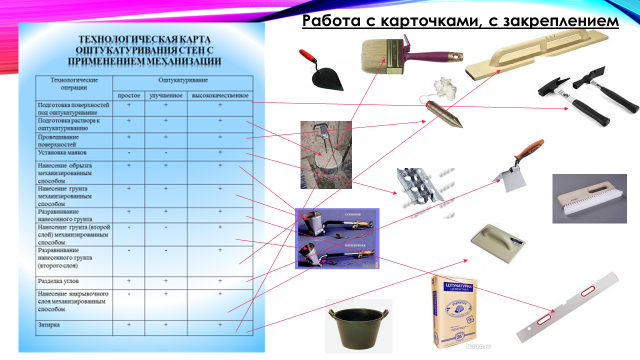 Работа с карточками, с закреплением
ТЕХНОЛОГИЧЕСКАЯ КАРТА
ОШТУКАТУРИВАНИЯ СТЕН С
ПРИМЕНЕНИЕМ МЕХАНИЗАЦИИ
Технологические
операции
Оштукатуривание
простое улучшенное высококачественное
Подготовка поверхностей
под оштукатуривание + + +
Подготовка раствора к
оштукатуриванию + + +
Провешивание
поверхностей + + +
Установка маяков - - +
Нанесение обрызга
механизированным
способом + + +
Нанесение грунта
механизированным
способом + + +
Разравнивание
нанесенного грунта + + +
Нанесение грунта (второй
слой) механизированным
способом - - +
Разравнивание
нанесенного грунта
(второго слоя) - - +
Разделка углов + + +
Нанесение накрывочного
слоя механизированным
способом - + +
Затирка + + +
ШТУКАТУРКА